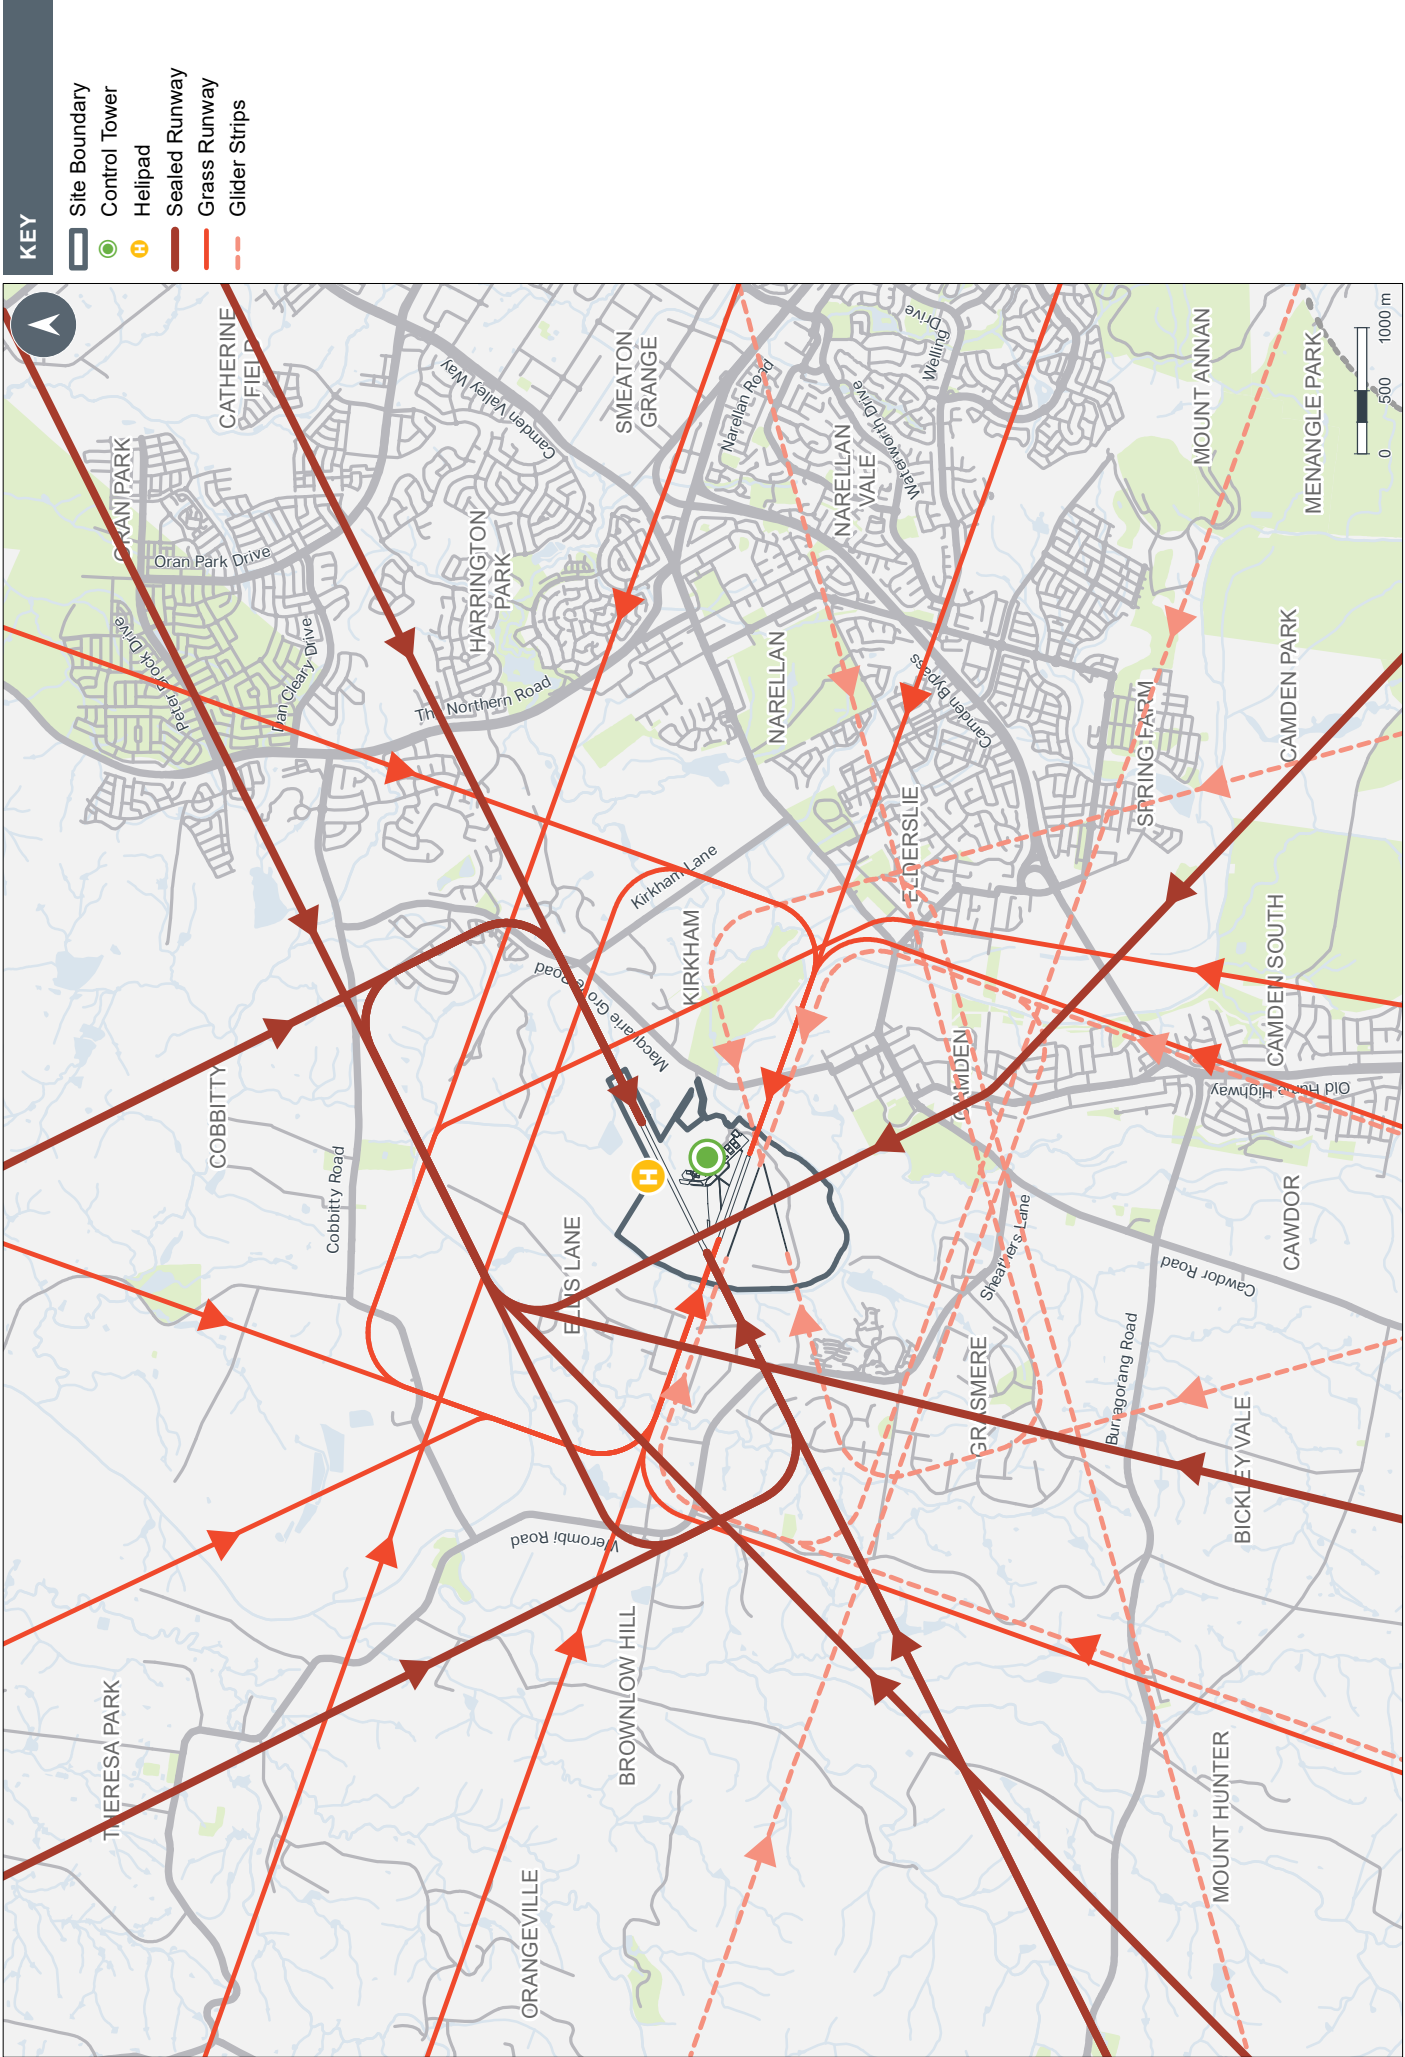 KEY
Site Boundary
Control Tower
Helipad
Sealed Runway
Grass Runway
Glider Strips
THERESA PARK
COBBITTY
ORAN PARK
CATHERINE
FIELD
Peter Brock Drive
Oran Park Drive
Dan Cleary Drive
Cobbitty Road
Camden Valley Way
HARRINGTON
PARK
The Northern Road
SMEATON
GRANGE
ORANGEVILLE
Werombi Road
ELLIS LANE
Macquarie Grove Road
H
Kirkham Lane
KIRKHAM
BROWNLOW HILL
Narellan Road
NARELLAN
NARELLAN
VALE
Waterworth Drive
Welling
Drive
Camden Bypass
ELDERSLIE
CAMDEN
GRASMERE
Sheathers Lane
SPRING FARM
MOUNT ANNAN
Burragorang Road
Cawdor Road
Old Hume Highway
MOUNT HUNTER
BICKLEY VALE
CAWDOR
CAMDEN SOUTH
CAMDEN PARK
MENANGLE PARK
0 500 1000 m